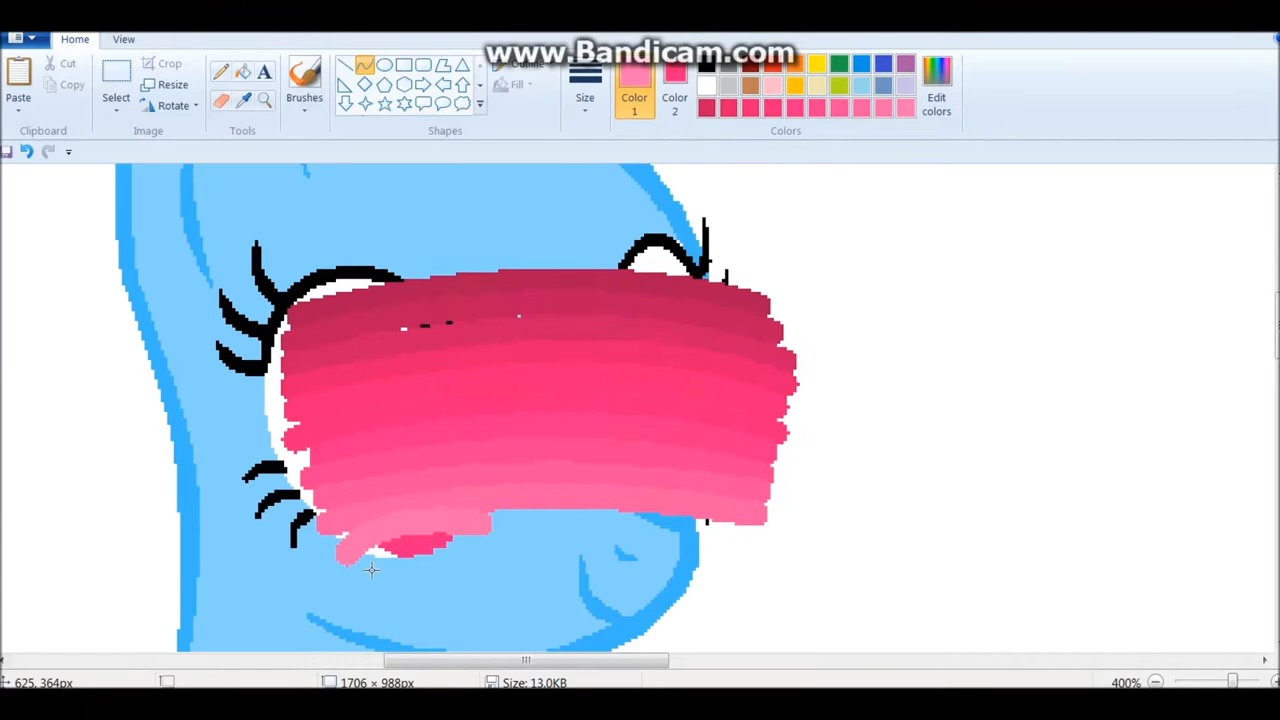 www.Bandicam.com
Home View
Paste
Cut
Copy
Clipboard
Select
Crop
Resize
Rotate
Image
Tools
Brushes
Outline
Fill
Shapes
Size
Color 1
Color 2
Edit colors
Colors
625, 364px
1706 × 988px
Size: 13.0KB
400%